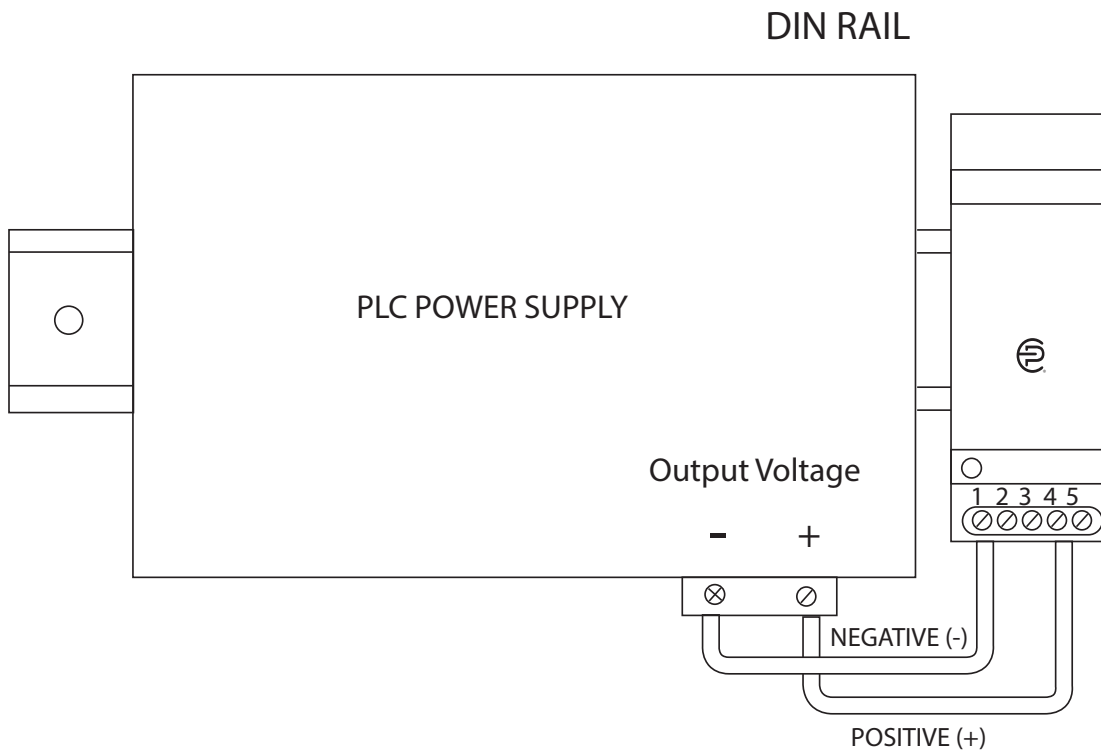 DIN RAIL
PLC POWER SUPPLY
Output Voltage
- +
1 2 3 4 5
NEGATIVE (-)
POSITIVE (+)